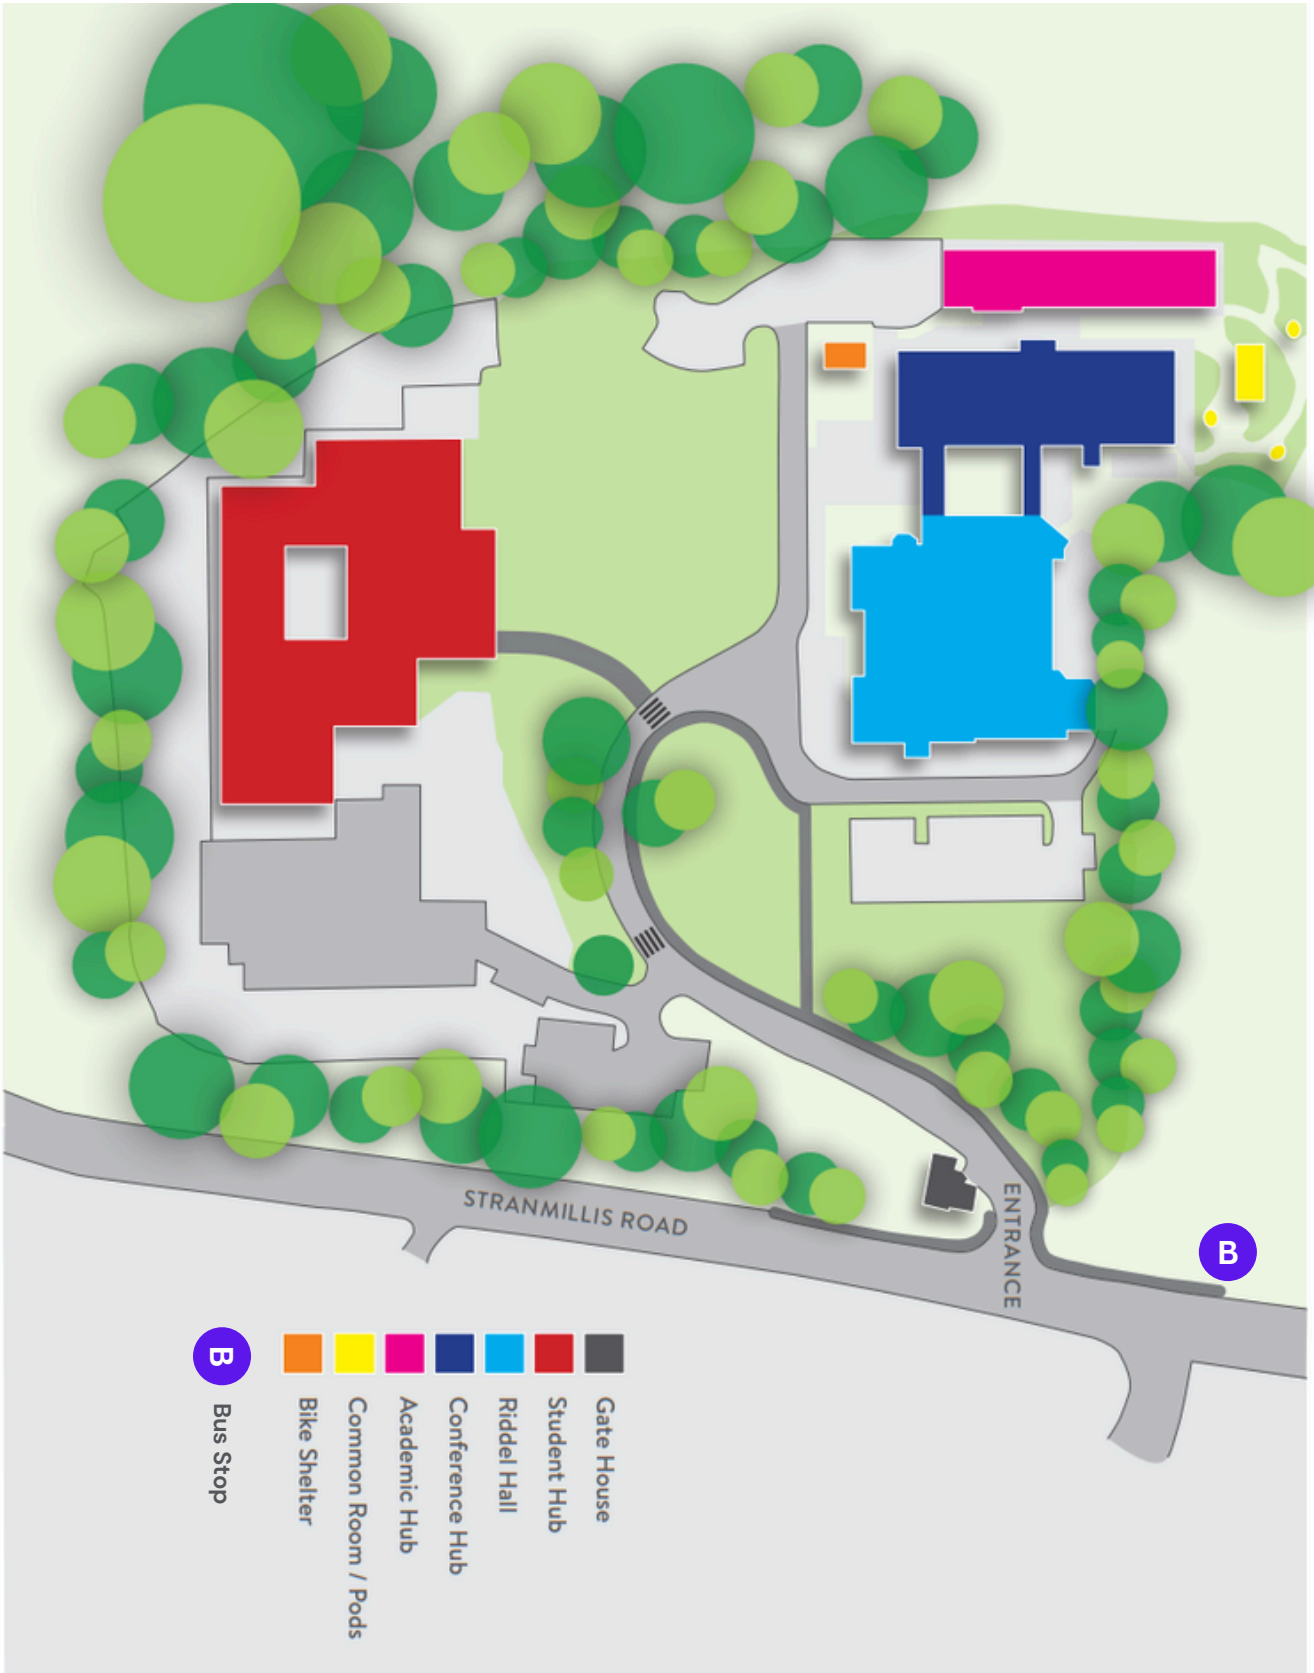 STRANMILLIS ROAD
ENTRANCE
B
Gate House
Student Hub
Riddel Hall
Conference Hub
Academic Hub
Common Room / Pods
Bike Shelter
B Bus Stop